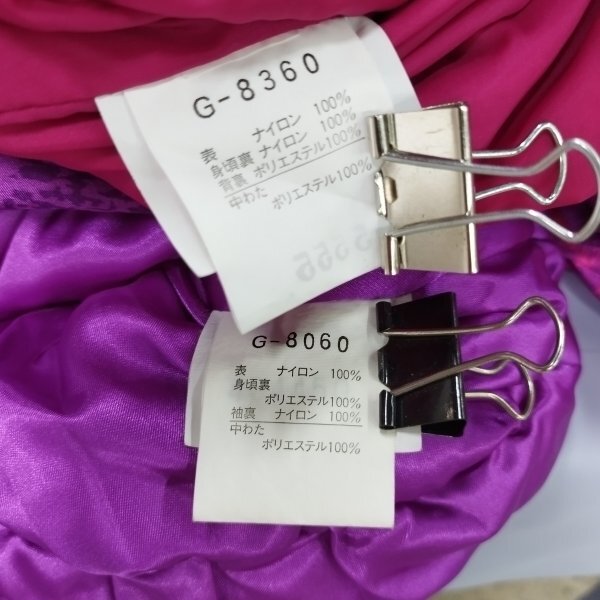 G-8360
表 ナイロン 100%
身頃裏 ナイロン 100%
背裏 ポリエステル100%
中わた
ポリエステル100%
G-8060
表 ナイロン 100%
身頃裏
ポリエステル100%
袖裏 ナイロン 100%
中わた
ポリエステル100%